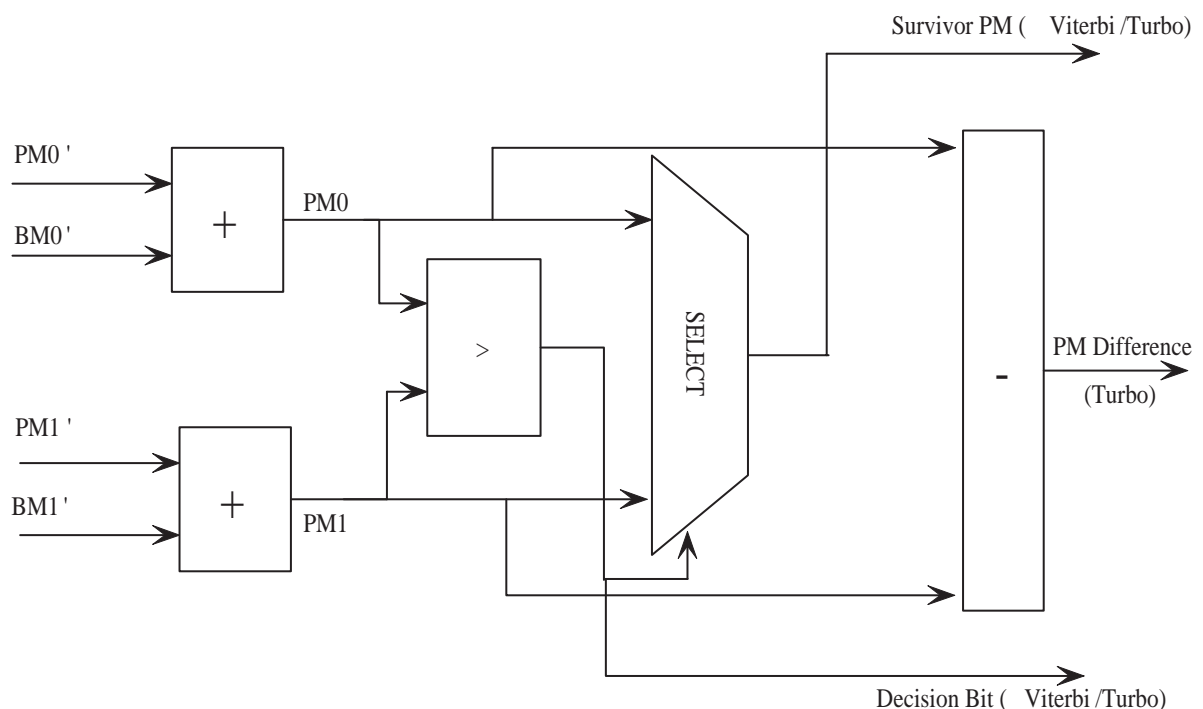 Survivor PM ( Viterbi /Turbo)
PM0 '
PM0
+
BM0 '
>
SELECT
PM Difference
-
(Turbo)
PM1 '
+
BM1 '
PM1
Decision Bit ( Viterbi /Turbo)